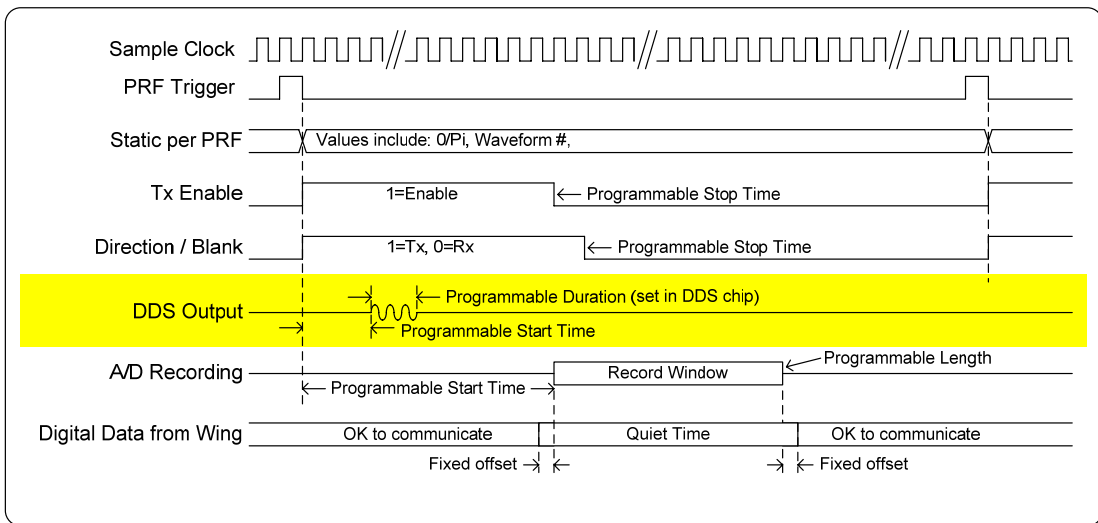 Sample Clock
PRF Trigger
Static per PRF
Values include: 0/Pi, Waveform #,
Tx Enable
1=Enable
Programmable Stop Time
Direction / Blank
1=Tx, 0=Rx
Programmable Stop Time
DDS Output
Programmable Duration (set in DDS chip)
Programmable Start Time
A/D Recording
Programmable Start Time
Record Window
Programmable Length
Digital Data from Wing
OK to communicate
Quiet Time
OK to communicate
Fixed offset
Fixed offset